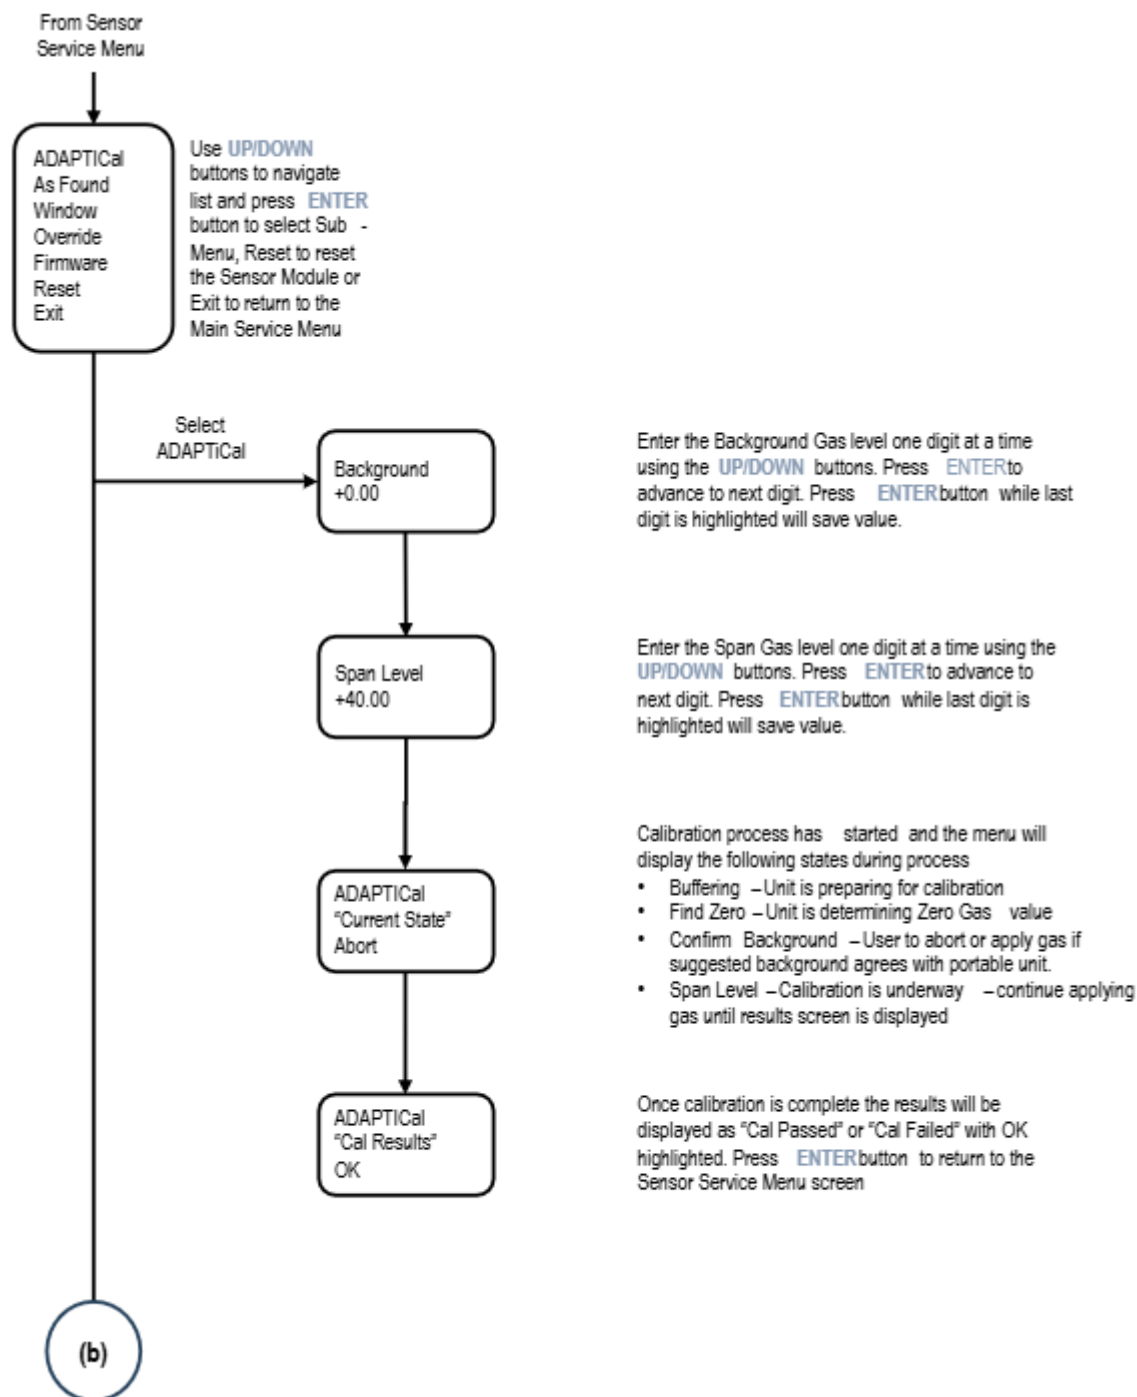 From Sensor
Service Menu
ADAPTICal
As Found
Window
Override
Firmware
Reset
Exit
Use UP/DOWN
buttons to navigate
list and press ENTER
button to select Sub -
Menu, Reset to reset
the Sensor Module or
Exit to return to the
Main Service Menu
Select
ADAPTiCal
Background
+0.00
Enter the Background Gas level one digit at a time
using the UP/DOWN buttons. Press ENTER to
advance to next digit. Press ENTER button while last
digit is highlighted will save value.
Span Level
+40.00
Enter the Span Gas level one digit at a time using the
UP/DOWN buttons. Press ENTER to advance to
next digit. Press ENTER button while last digit is
highlighted will save value.
ADAPTICal
"Current State"
Abort
Calibration process has started and the menu will
display the following states during process
• Buffering – Unit is preparing for calibration
• Find Zero – Unit is determining Zero Gas value
• Confirm Background – User to abort or apply gas if
suggested background agrees with portable unit.
• Span Level – Calibration is underway – continue applying
gas until results screen is displayed
ADAPTICal
"Cal Results"
OK
Once calibration is complete the results will be
displayed as "Cal Passed" or "Cal Failed" with OK
highlighted. Press ENTER button to return to the
Sensor Service Menu screen
(b)